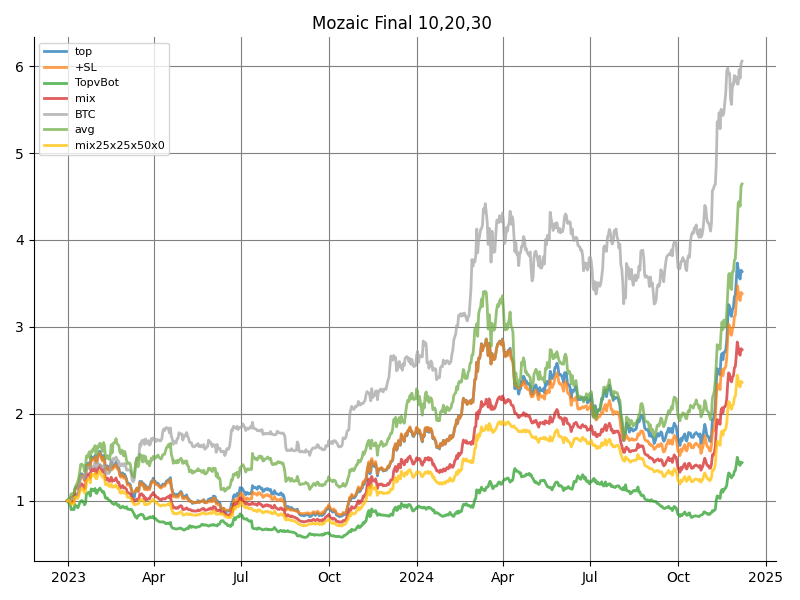 Mozaic Final 10,20,30
top
+SL
TopvBot
mix
BTC
avg
mix25x25x50x0
6
5
4
3
2
1
2023 Apr Jul Oct 2024 Apr Jul Oct 2025